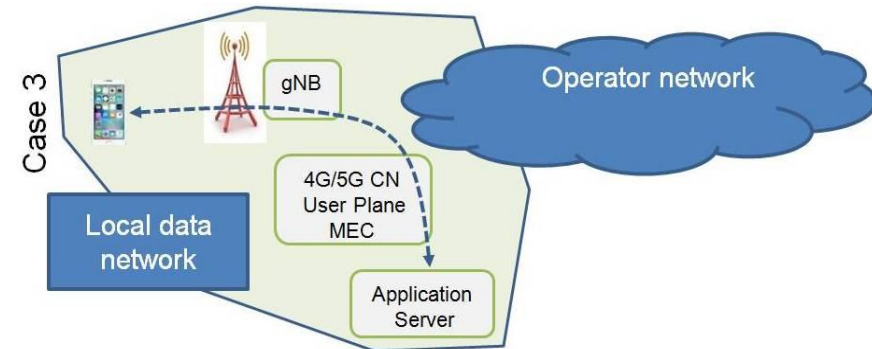 Case 3
gNB
Operator network
4G/5G CN
User Plane
MEC
Local data
network
Application
Server